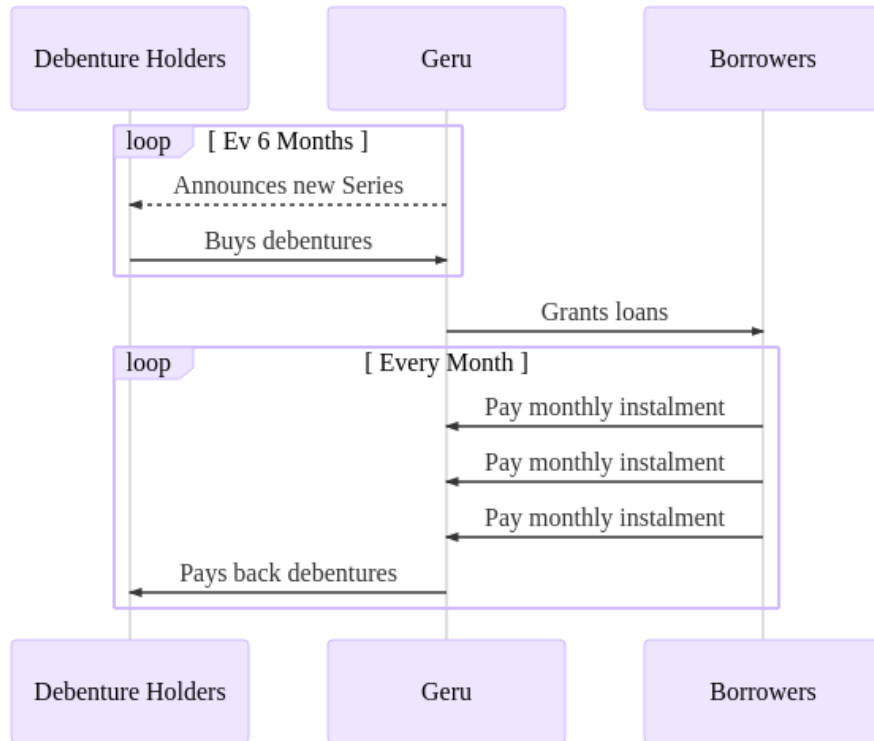 Debenture Holders
Geru
Borrowers
loop
[ Ev 6 Months ]
Announces new Series
Buys debentures
Grants loans
loop
[ Every Month ]
Pay monthly instalment
Pay monthly instalment
Pay monthly instalment
Pays back debentures
Debenture Holders
Geru
Borrowers